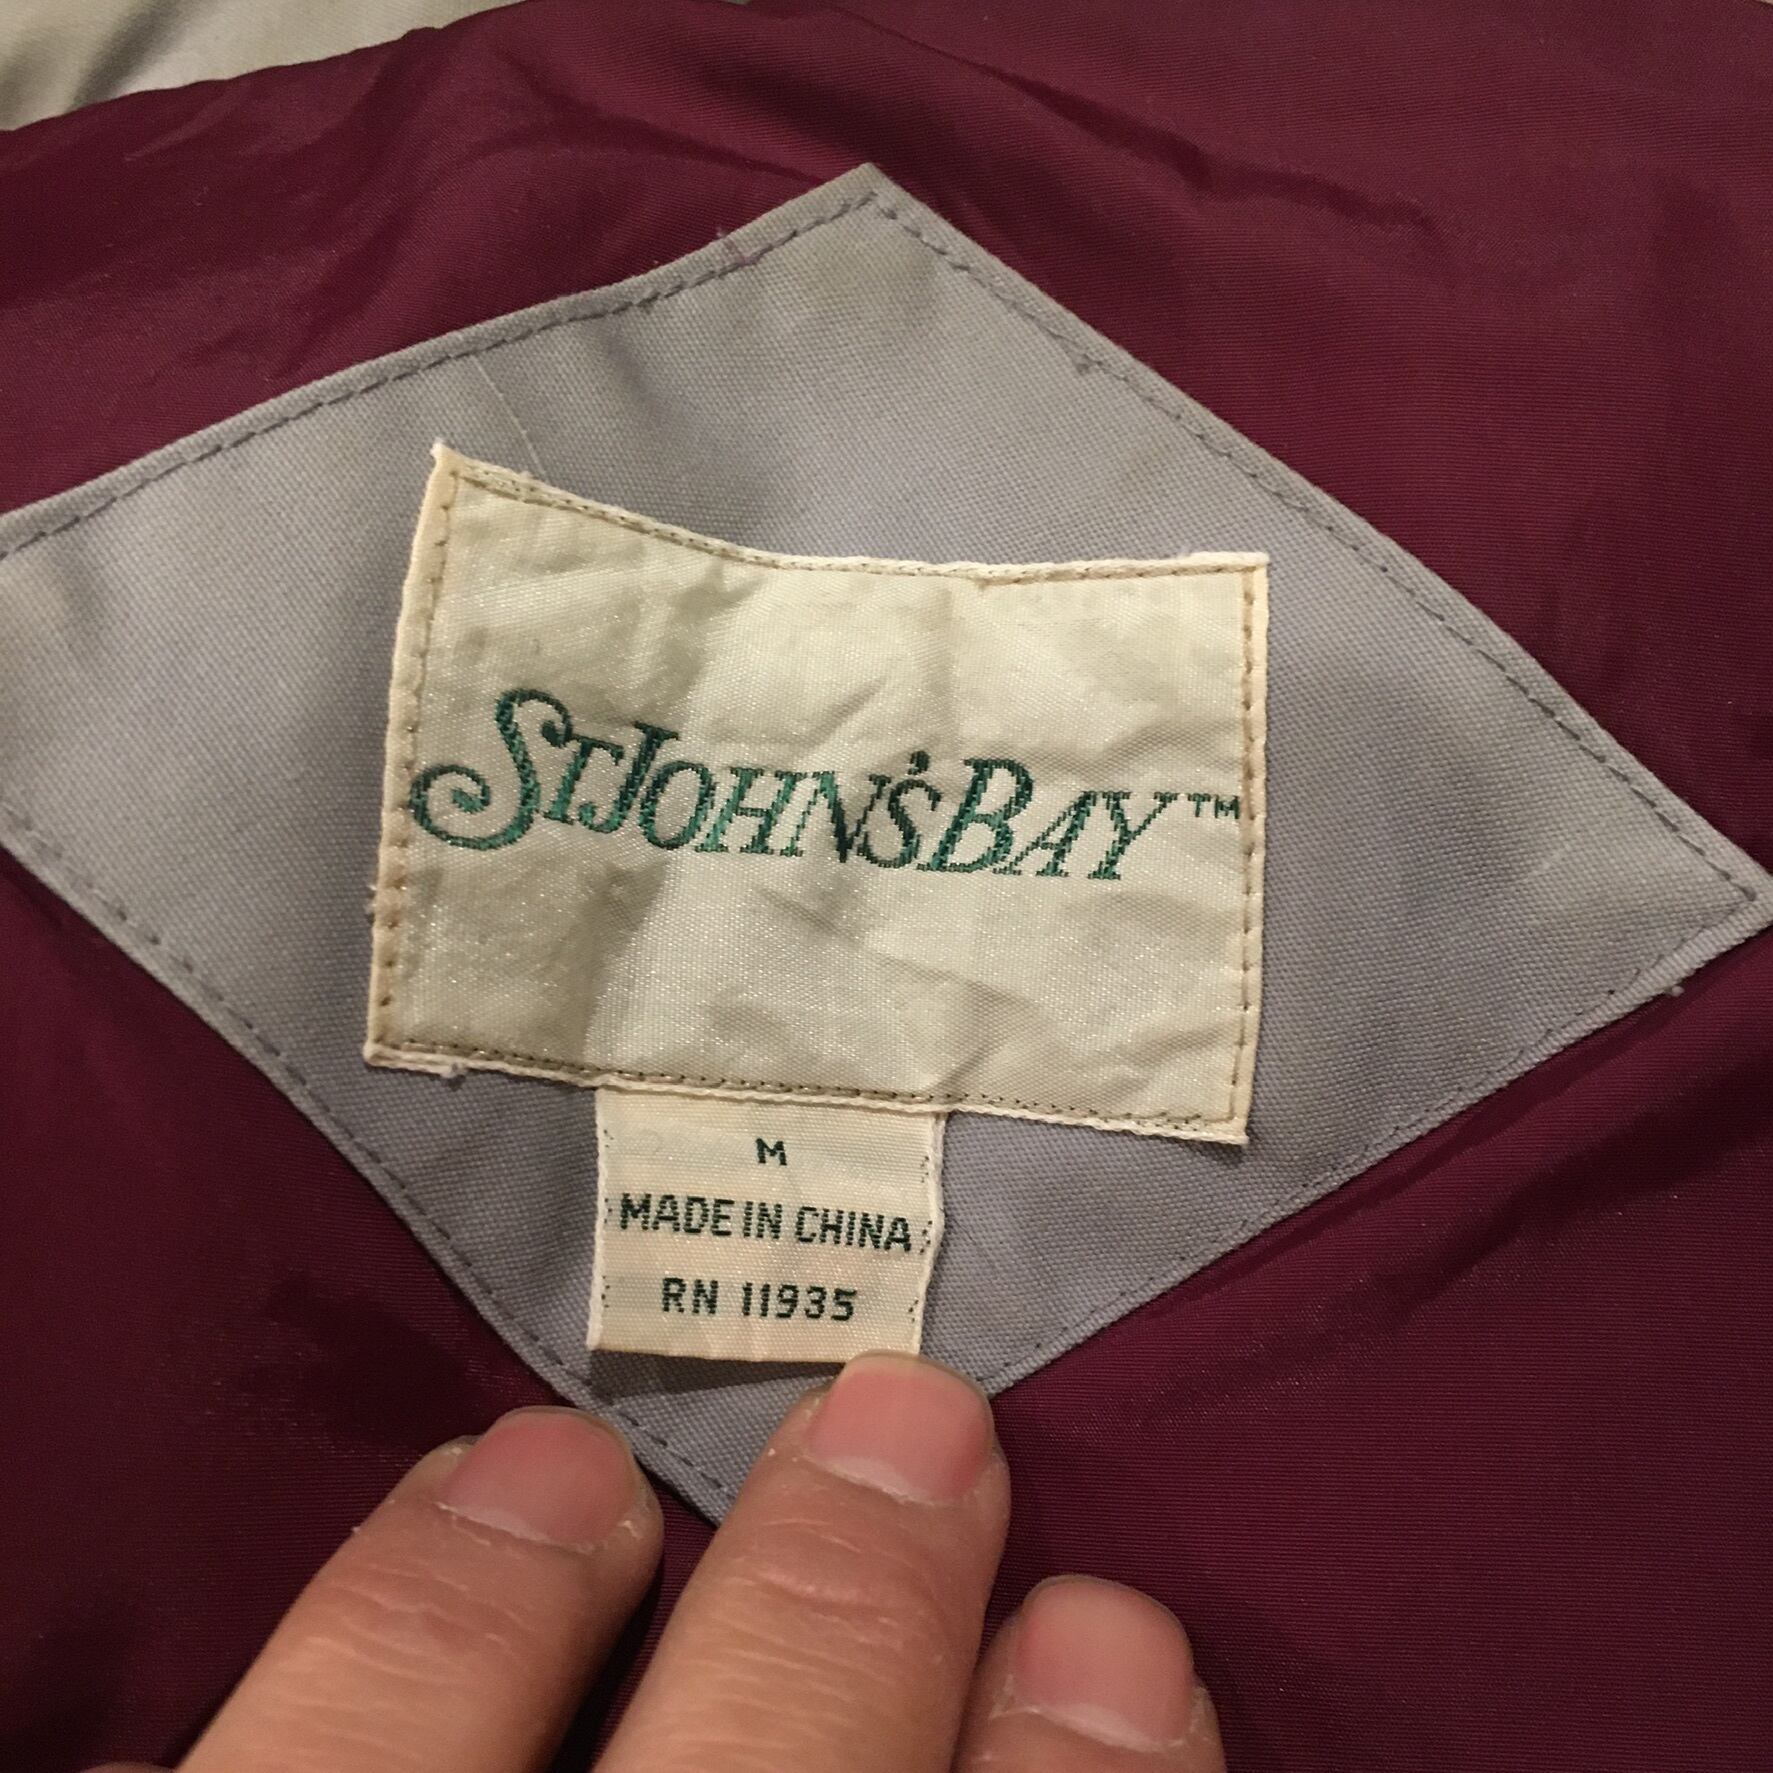 ST JOHN'S BAY™
M
MADE IN CHINA
RN 11935